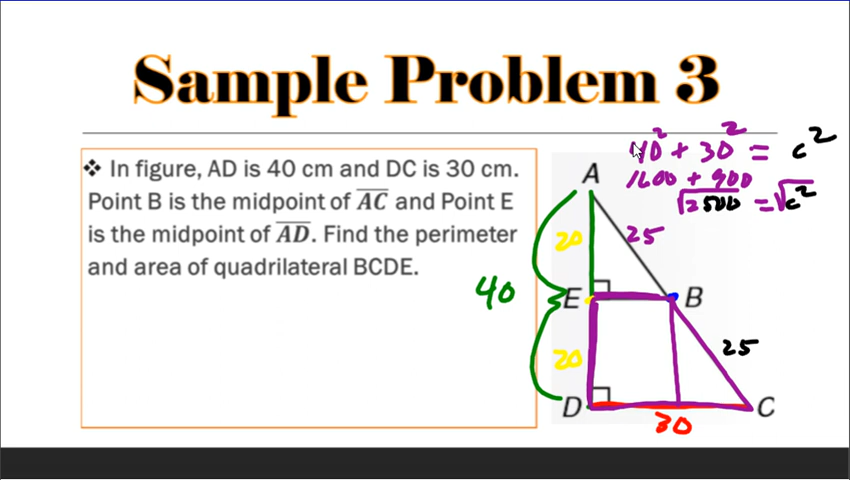 Sample Problem 3
❖ In figure, AD is 40 cm and DC is 30 cm.
Point B is the midpoint of \overline{AC} and Point E
is the midpoint of \overline{AD}. Find the perimeter
and area of quadrilateral BCDE.
40² + 30² = c²
1600 + 900
√2500 = √c²
A
20
25
40
E
B
20
25
D
30
C